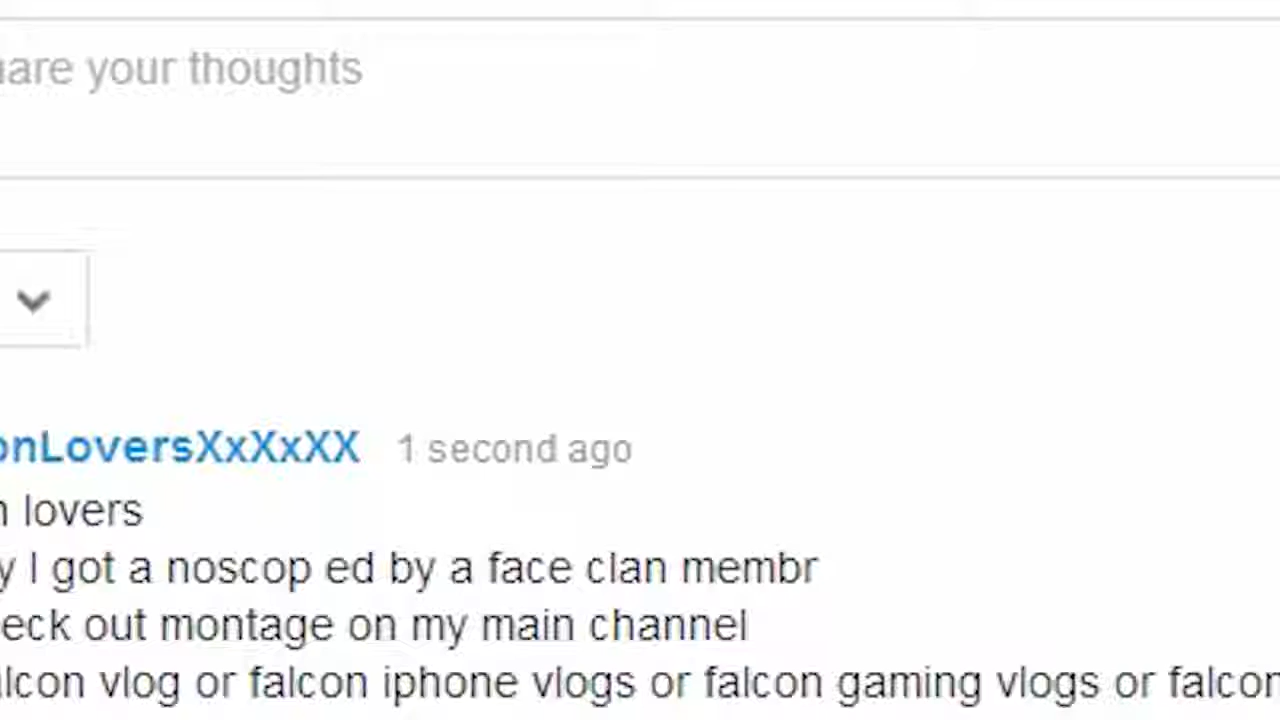 are your thoughts
onLoversXxXxXX 1 second ago
n lovers
y I got a noscop ed by a face clan membr
eck out montage on my main channel
alcon vlog or falcon iphone vlogs or falcon gaming vlogs or falcon